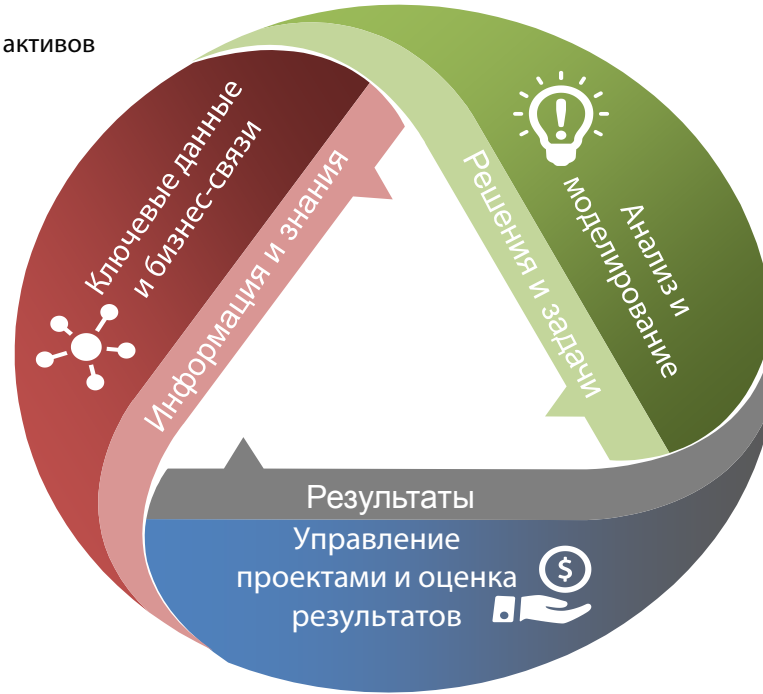 активов
Ключевые данные
и бизнес-связи
Информация и знания
Решения и задачи
Анализ и
моделирование
Результаты
Управление
проектами и оценка
результатов
$